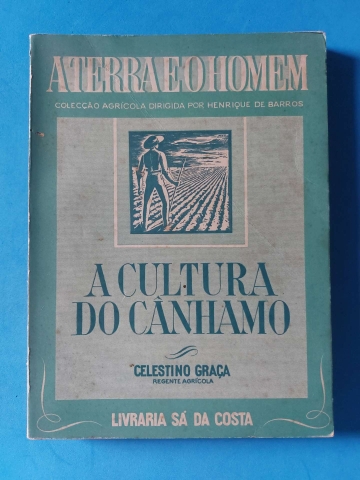 A TERRA E O HOMEM
COLECÇÃO AGRÍCOLA DIRIGIDA POR HENRIQUE DE BARROS
A CULTURA
DO CÂNHAMO
CELESTINO GRAÇA
REGENTE AGRÍCOLA
LIVRARIA SÁ DA COSTA